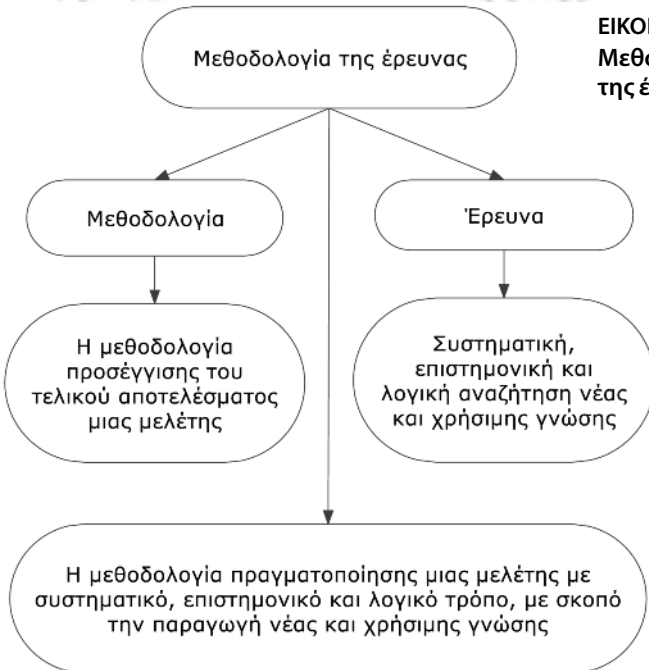 Μεθοδολογία της έρευνας
Μεθοδολογία
Έρευνα
Η μεθοδολογία
προσέγγισης του
τελικού αποτελέσματος
μιας μελέτης
Συστηματική,
επιστημονική και
λογική αναζήτηση νέας
και χρήσιμης γνώσης
Η μεθοδολογία πραγματοποίησης μιας μελέτης με
συστηματικό, επιστημονικό και λογικό τρόπο, με σκοπό
την παραγωγή νέας και χρήσιμης γνώσης
της